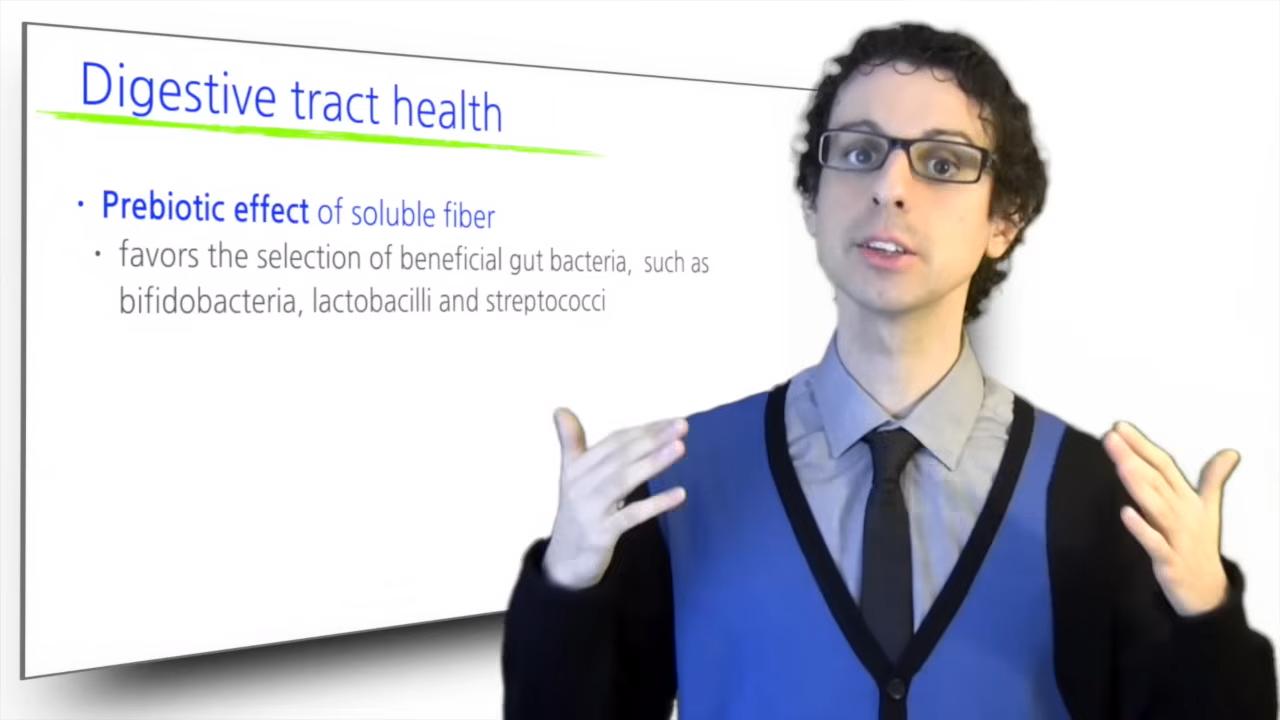 Digestive tract health
• Prebiotic effect of soluble fiber
• favors the selection of beneficial gut bacteria, such as
bifidobacteria, lactobacilli and streptococci